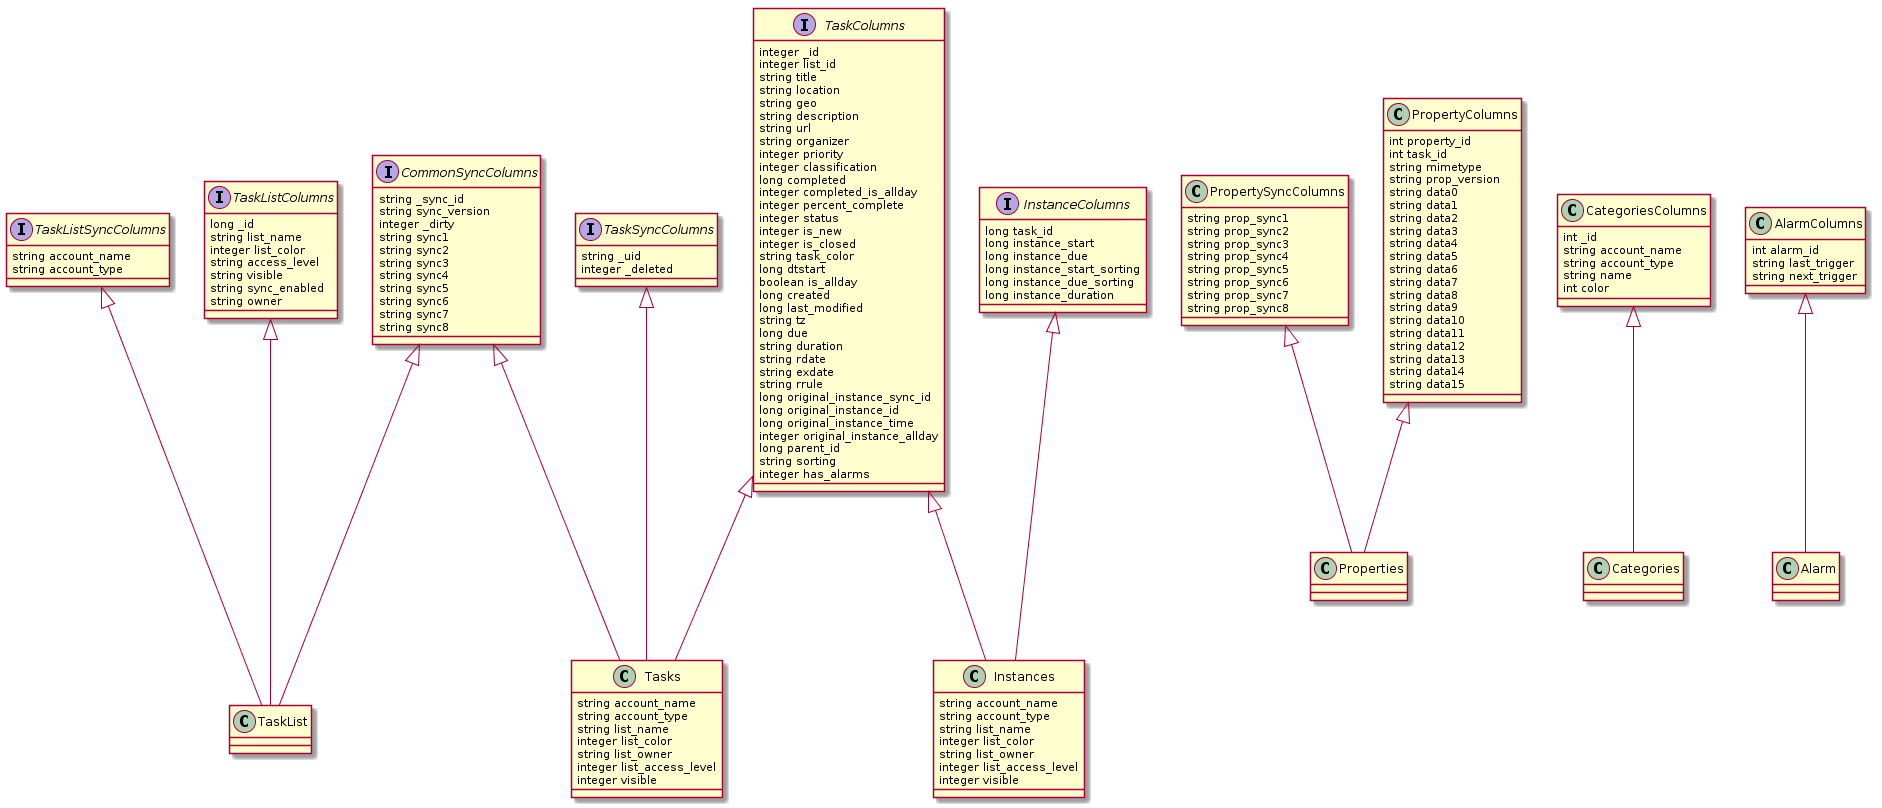 I TaskListSyncColumns
string account_name
string account_type
I TaskListColumns
long _id
string list_name
integer list_color
string access_level
string visible
string sync_enabled
string owner
I CommonSyncColumns
string _sync_id
string sync_version
integer _dirty
string sync1
string sync2
string sync3
string sync4
string sync5
string sync6
string sync7
string sync8
I TaskSyncColumns
string _uid
integer _deleted
I TaskColumns
integer _id
integer list_id
string title
string location
string geo
string description
string url
string organizer
integer priority
integer classification
long completed
integer completed_is_allday
integer percent_complete
integer status
integer is_new
integer is_closed
string task_color
long dtstart
boolean is_allday
long created
long last_modified
string tz
long due
string duration
string rdate
string exdate
string rrule
long original_instance_sync_id
long original_instance_id
long original_instance_time
integer original_instance_allday
long parent_id
string sorting
integer has_alarms
I InstanceColumns
long task_id
long instance_start
long instance_due
long instance_start_sorting
long instance_due_sorting
long instance_duration
C PropertySyncColumns
string prop_sync1
string prop_sync2
string prop_sync3
string prop_sync4
string prop_sync5
string prop_sync6
string prop_sync7
string prop_sync8
C PropertyColumns
int property_id
int task_id
string mimetype
string prop_version
string data0
string data1
string data2
string data3
string data4
string data5
string data6
string data7
string data8
string data9
string data10
string data11
string data12
string data13
string data14
string data15
C CategoriesColumns
int _id
string account_name
string account_type
string name
int color
C AlarmColumns
int alarm_id
string last_trigger
string next_trigger
C TaskList
C Tasks
string account_name
string account_type
string list_name
integer list_color
string list_owner
integer list_access_level
integer visible
C Instances
string account_name
string account_type
string list_name
integer list_color
string list_owner
integer list_access_level
integer visible
C Properties
C Categories
C Alarm